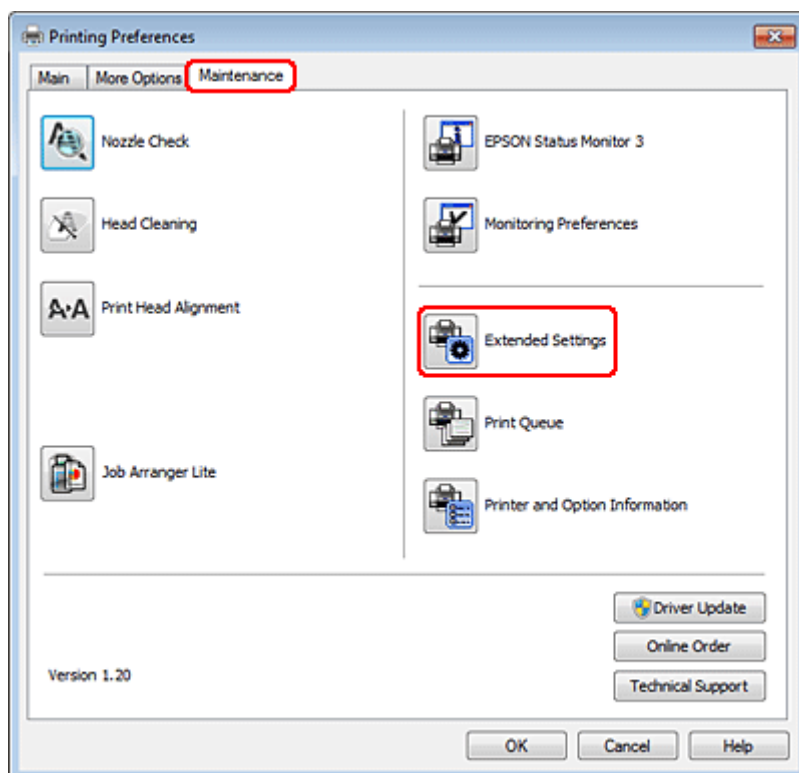 Printing Preferences
Main
More Options
Maintenance
Nozzle Check
Head Cleaning
A·A
Print Head Alignment
Job Arranger Lite
EPSON Status Monitor 3
Monitoring Preferences
Extended Settings
Print Queue
Printer and Option Information
Driver Update
Online Order
Technical Support
Version 1.20
OK
Cancel
Help